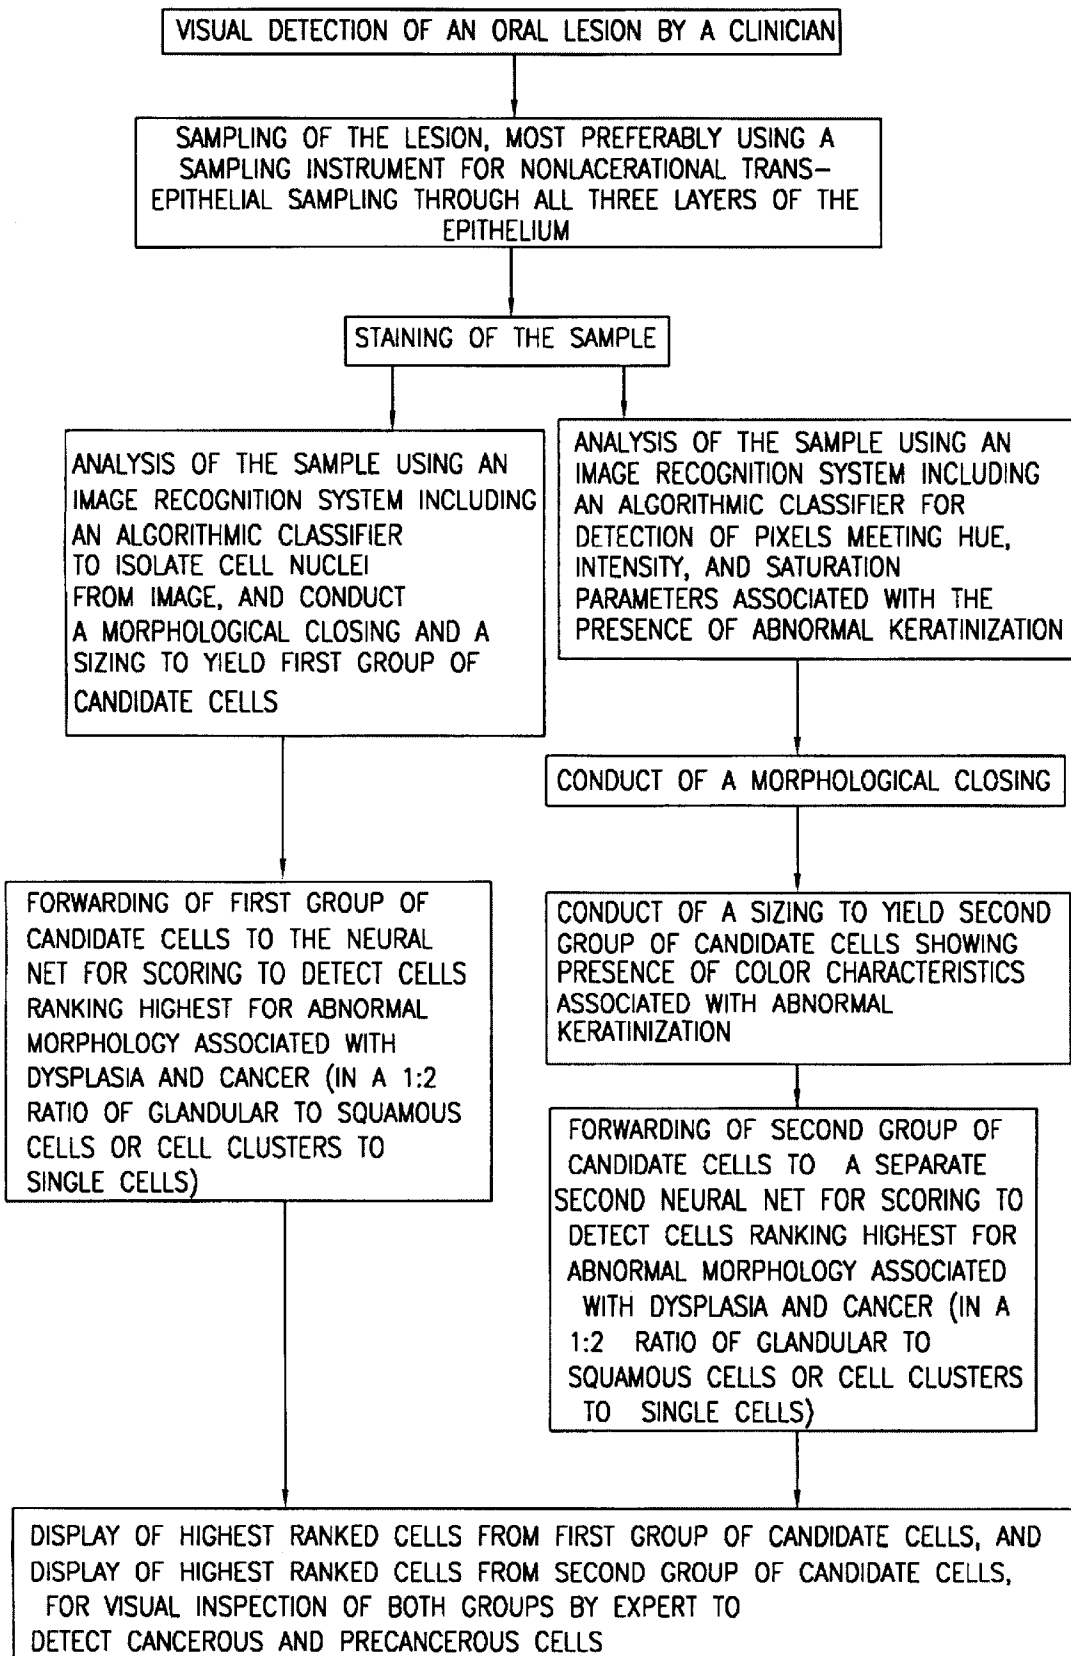 VISUAL DETECTION OF AN ORAL LESION BY A CLINICIAN
SAMPLING OF THE LESION, MOST PREFERABLY USING A
SAMPLING INSTRUMENT FOR NONLACERATIONAL TRANS-
EPITHELIAL SAMPLING THROUGH ALL THREE LAYERS OF THE
EPITHELIUM
STAINING OF THE SAMPLE
ANALYSIS OF THE SAMPLE USING AN
IMAGE RECOGNITION SYSTEM INCLUDING
AN ALGORITHMIC CLASSIFIER
TO ISOLATE CELL NUCLEI
FROM IMAGE, AND CONDUCT
A MORPHOLOGICAL CLOSING AND A
SIZING TO YIELD FIRST GROUP OF
CANDIDATE CELLS
ANALYSIS OF THE SAMPLE USING AN
IMAGE RECOGNITION SYSTEM INCLUDING
AN ALGORITHMIC CLASSIFIER FOR
DETECTION OF PIXELS MEETING HUE,
INTENSITY, AND SATURATION
PARAMETERS ASSOCIATED WITH THE
PRESENCE OF ABNORMAL KERATINIZATION
CONDUCT OF A MORPHOLOGICAL CLOSING
FORWARDING OF FIRST GROUP OF
CANDIDATE CELLS TO THE NEURAL
NET FOR SCORING TO DETECT CELLS
RANKING HIGHEST FOR ABNORMAL
MORPHOLOGY ASSOCIATED WITH
DYSPLASIA AND CANCER (IN A 1:2
RATIO OF GLANDULAR TO SQUAMOUS
CELLS OR CELL CLUSTERS TO
SINGLE CELLS)
CONDUCT OF A SIZING TO YIELD SECOND
GROUP OF CANDIDATE CELLS SHOWING
PRESENCE OF COLOR CHARACTERISTICS
ASSOCIATED WITH ABNORMAL
KERATINIZATION
FORWARDING OF SECOND GROUP OF
CANDIDATE CELLS TO A SEPARATE
SECOND NEURAL NET FOR SCORING TO
DETECT CELLS RANKING HIGHEST FOR
ABNORMAL MORPHOLOGY ASSOCIATED
WITH DYSPLASIA AND CANCER (IN A
1:2 RATIO OF GLANDULAR TO
SQUAMOUS CELLS OR CELL CLUSTERS
TO SINGLE CELLS)
DISPLAY OF HIGHEST RANKED CELLS FROM FIRST GROUP OF CANDIDATE CELLS, AND
DISPLAY OF HIGHEST RANKED CELLS FROM SECOND GROUP OF CANDIDATE CELLS,
FOR VISUAL INSPECTION OF BOTH GROUPS BY EXPERT TO
DETECT CANCEROUS AND PRECANCEROUS CELLS